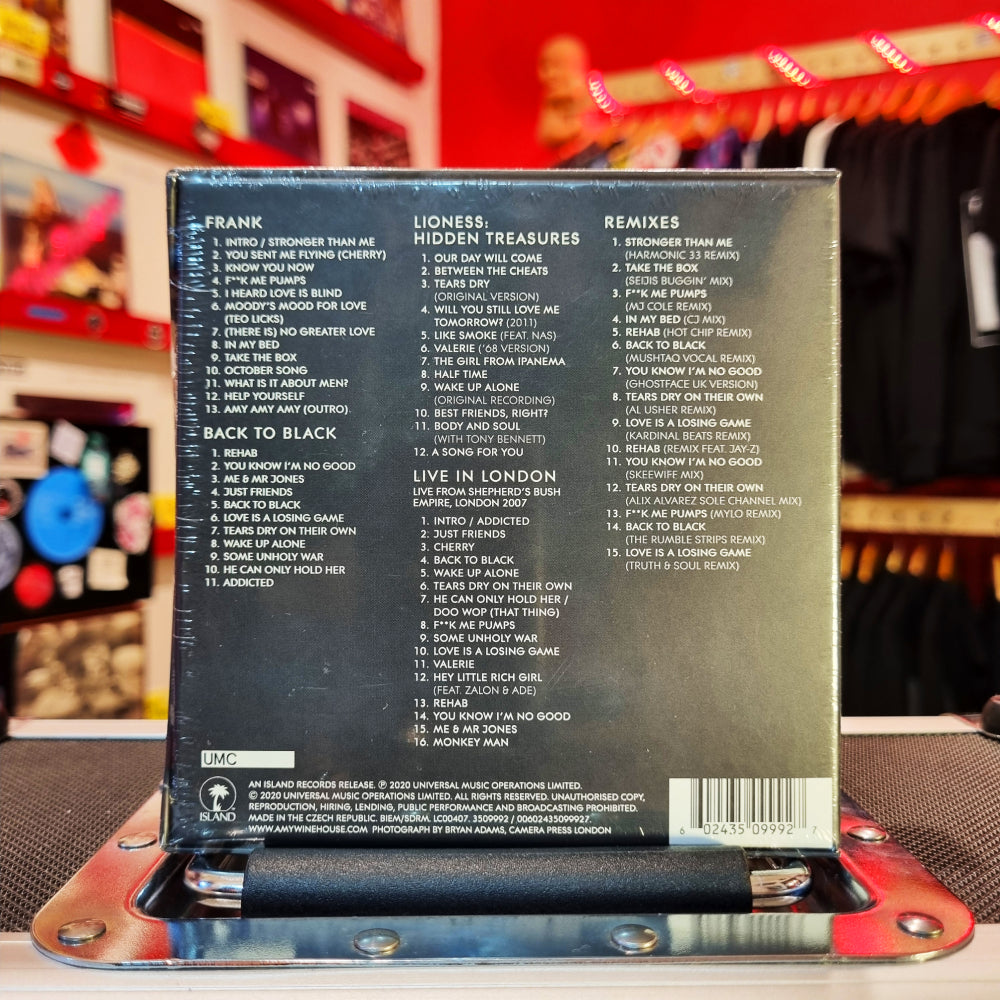 FRANK
1. INTRO / STRONGER THAN ME
2. YOU SENT ME FLYING (CHERRY)
3. KNOW YOU NOW
4. F**K ME PUMPS
5. I HEARD LOVE IS BLIND
6. MOODY'S MOOD FOR LOVE
(TEO LICKS)
7. (THERE IS) NO GREATER LOVE
8. IN MY BED
9. TAKE THE BOX
10. OCTOBER SONG
11. WHAT IS IT ABOUT MEN?
12. HELP YOURSELF
13. AMY AMY AMY (OUTRO)
BACK TO BLACK
1. REHAB
2. YOU KNOW I'M NO GOOD
3. ME & MR JONES
4. JUST FRIENDS
5. BACK TO BLACK
6. LOVE IS A LOSING GAME
7. TEARS DRY ON THEIR OWN
8. WAKE UP ALONE
9. SOME UNHOLY WAR
10. HE CAN ONLY HOLD HER
11. ADDICTED
LIONESS:
HIDDEN TREASURES
1. OUR DAY WILL COME
2. BETWEEN THE CHEATS
3. TEARS DRY
(ORIGINAL VERSION)
4. WILL YOU STILL LOVE ME
TOMORROW? (2011)
5. LIKE SMOKE (FEAT. NAS)
6. VALERIE ('68 VERSION)
7. THE GIRL FROM IPANEMA
8. HALF TIME
9. WAKE UP ALONE
(ORIGINAL RECORDING)
10. BEST FRIENDS, RIGHT?
11. BODY AND SOUL
(WITH TONY BENNETT)
12. A SONG FOR YOU
LIVE IN LONDON
LIVE FROM SHEPHERD'S BUSH
EMPIRE, LONDON 2007
1. INTRO / ADDICTED
2. JUST FRIENDS
3. CHERRY
4. BACK TO BLACK
5. WAKE UP ALONE
6. TEARS DRY ON THEIR OWN
7. HE CAN ONLY HOLD HER /
DOO WOP (THAT THING)
8. F**K ME PUMPS
9. SOME UNHOLY WAR
10. LOVE IS A LOSING GAME
11. VALERIE
12. HEY LITTLE RICH GIRL
(FEAT. ZALON & ADE)
13. REHAB
14. YOU KNOW I'M NO GOOD
15. ME & MR JONES
16. MONKEY MAN
REMIXES
1. STRONGER THAN ME
(HARMONIC 33 REMIX)
2. TAKE THE BOX
(SEIJIS BUGGIN' MIX)
3. F**K ME PUMPS
(MJ COLE REMIX)
4. IN MY BED (CJ MIX)
5. REHAB (HOT CHIP REMIX)
6. BACK TO BLACK
(MUSHTAQ VOCAL REMIX)
7. YOU KNOW I'M NO GOOD
(GHOSTFACE UK VERSION)
8. TEARS DRY ON THEIR OWN
(AL USHER REMIX)
9. LOVE IS A LOSING GAME
(KARDINAL BEATS REMIX)
10. REHAB (REMIX FEAT. JAY-Z)
11. YOU KNOW I'M NO GOOD
(SKEEWIFF MIX)
12. TEARS DRY ON THEIR OWN
(ALIX ALVAREZ SOLE CHANNEL MIX)
13. F**K ME PUMPS (MYLO REMIX)
14. BACK TO BLACK
(THE RUMBLE STRIPS REMIX)
15. LOVE IS A LOSING GAME
(TRUTH & SOUL REMIX)
UMC
ISLAND
AN ISLAND RECORDS RELEASE. ℗ 2020 UNIVERSAL MUSIC OPERATIONS LIMITED.
© 2020 UNIVERSAL MUSIC OPERATIONS LIMITED. ALL RIGHTS RESERVED. UNAUTHORISED COPY,
REPRODUCTION, HIRING, LENDING, PUBLIC PERFORMANCE AND BROADCASTING PROHIBITED.
MADE IN THE CZECH REPUBLIC. BIEM/SDRM. LC00407. 3509992 / 00602435099927.
WWW.AMYWINEHOUSE.COM PHOTOGRAPH BY BRYAN ADAMS, CAMERA PRESS LONDON
6 02435 09992 7